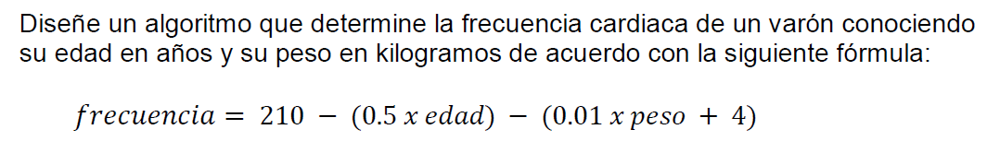 Diseñe un algoritmo que determine la frecuencia cardiaca de un varón conociendo
su edad en años y su peso en kilogramos de acuerdo con la siguiente fórmula:
frecuencia = 210 − (0.5 x edad) − (0.01 x peso + 4)